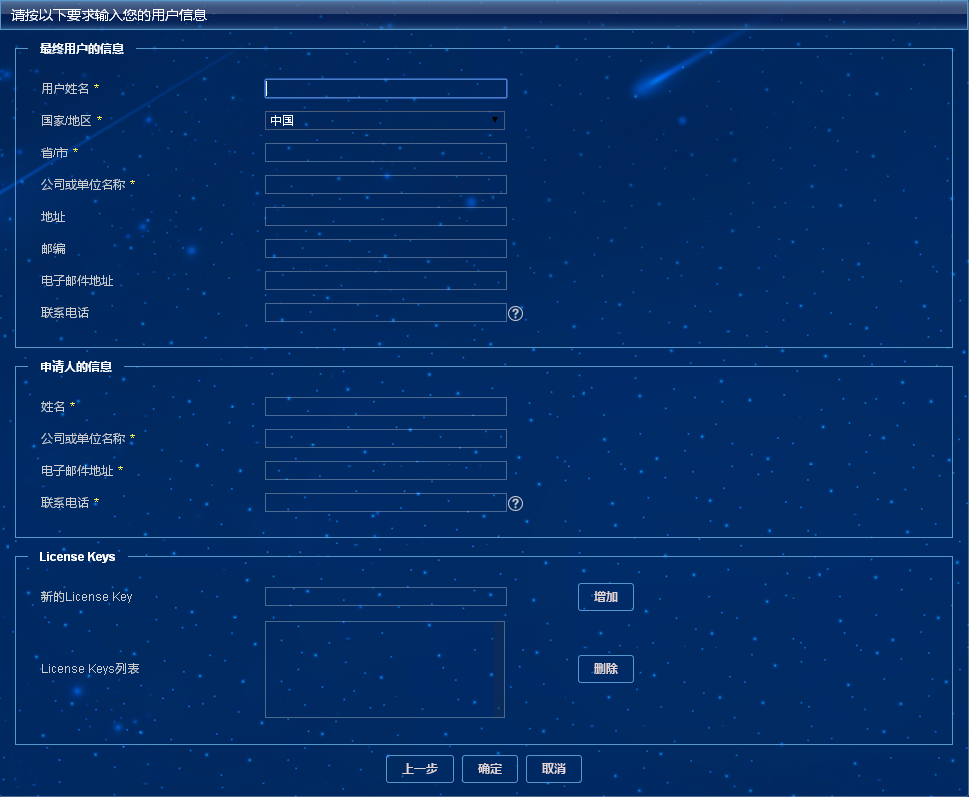 请按以下要求输入您的用户信息
最终用户的信息
用户姓名 *
国家/地区 * 中国
省/市 *
公司或单位名称 *
地址
邮编
电子邮件地址
联系电话 ?
申请人的信息
姓名 *
公司或单位名称 *
电子邮件地址 *
联系电话 * ?
License Keys
新的License Key 增加
License Keys列表 删除
上一步 确定 取消